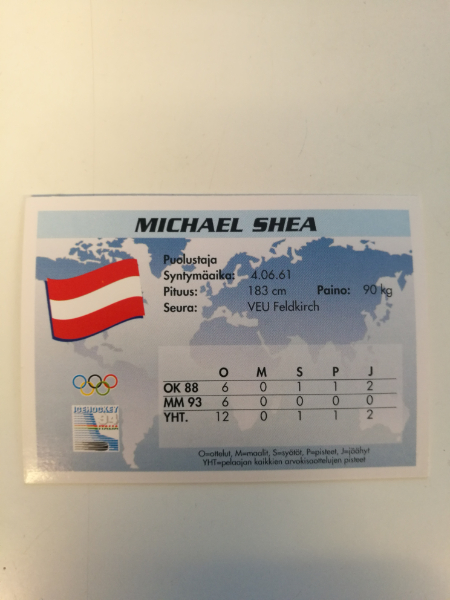 MICHAEL SHEA
Puolustaja
Syntymäaika: 4.06.61
Pituus: 183 cm Paino: 90 kg
Seura: VEU Feldkirch
O M S P J
OK 88 6 0 1 1 2
MM 93 6 0 0 0 0
YHT. 12 0 1 1 2
ICEHOCKEY
ITALIA
O=ottelut, M=maalit, S=syötöt, P=pisteet, J=jäähyt
YHT=pelaajan kaikkien arvokisaottelujen pisteet